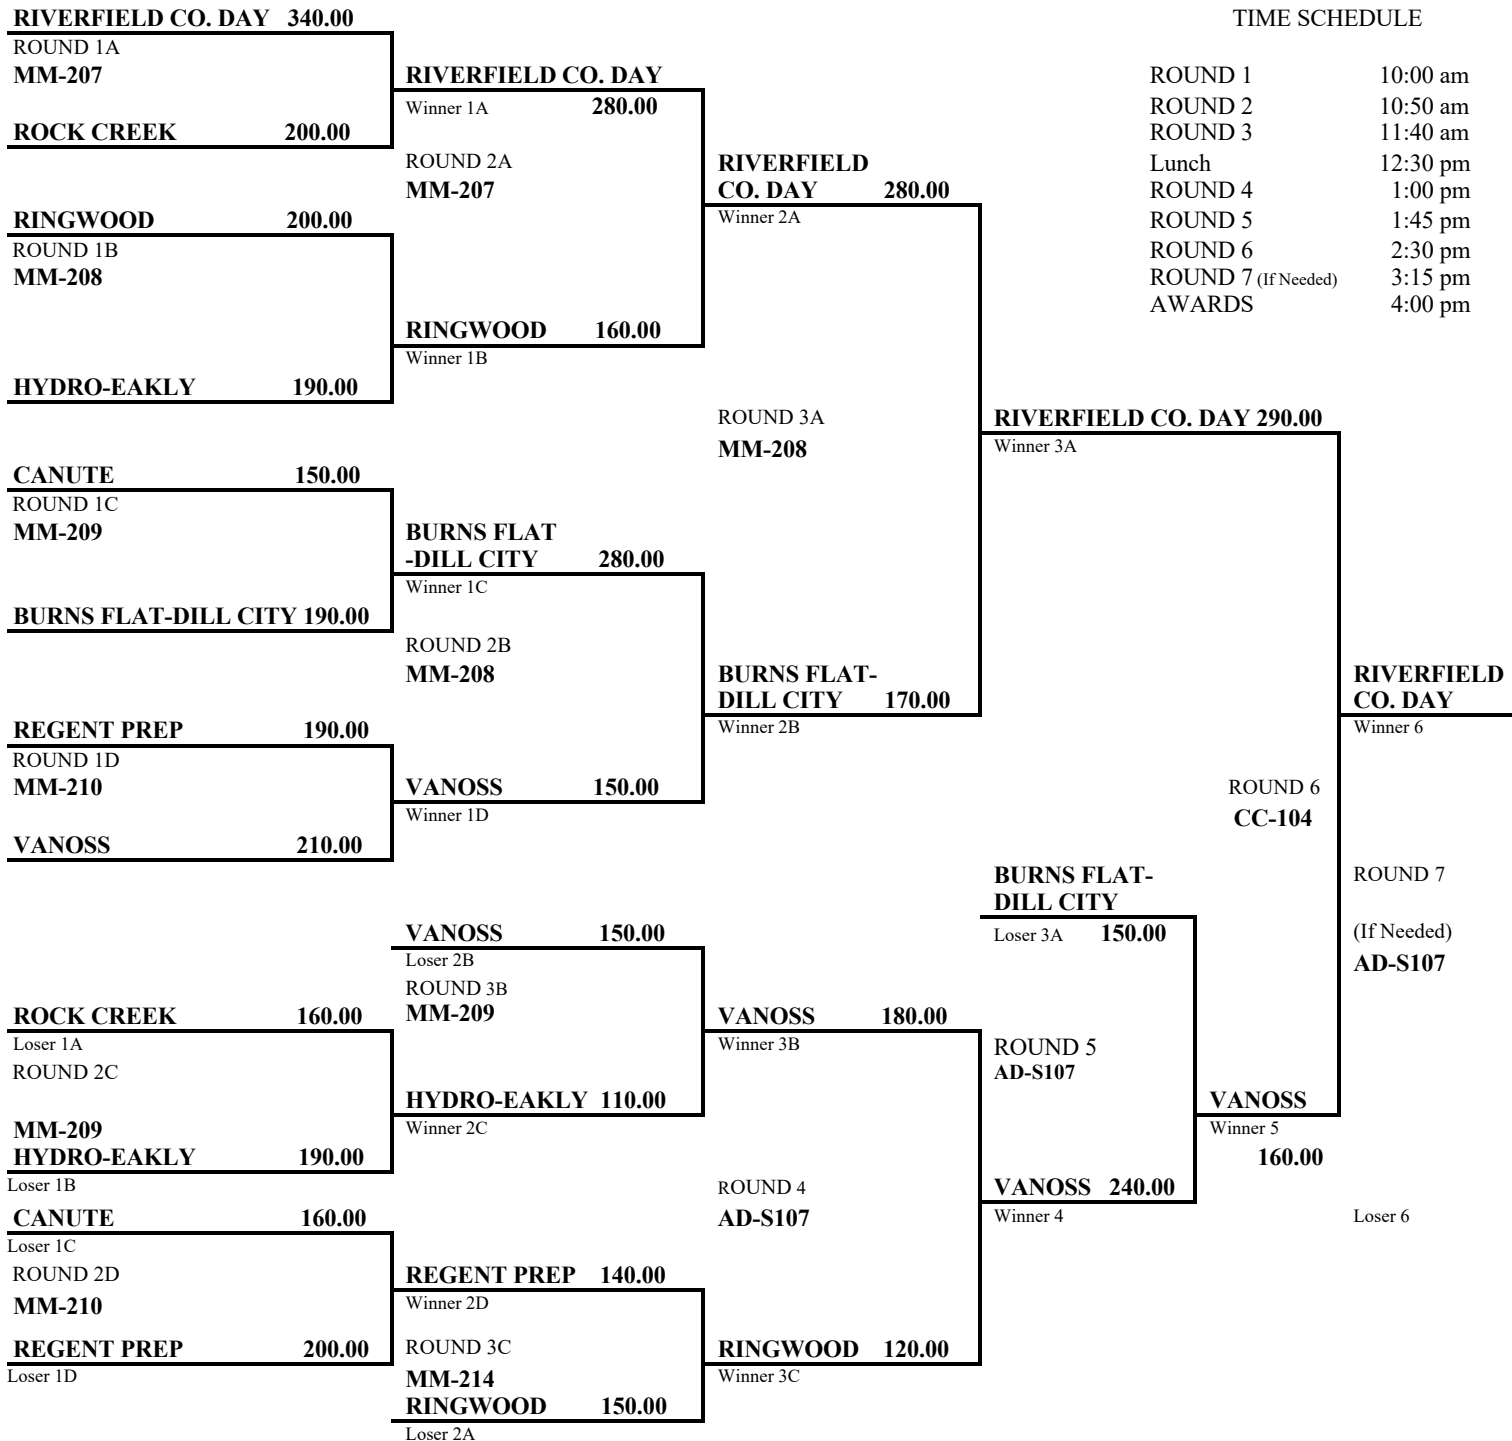 RIVERFIELD CO. DAY 340.00
ROUND 1A
MM-207
ROCK CREEK 200.00
RINGWOOD 200.00
ROUND 1B
MM-208
HYDRO-EAKLY 190.00
CANUTE 150.00
ROUND 1C
MM-209
BURNS FLAT-DILL CITY 190.00
REGENT PREP 190.00
ROUND 1D
MM-210
VANOSS 210.00
ROCK CREEK 160.00
Loser 1A
ROUND 2C
MM-209
HYDRO-EAKLY 190.00
Loser 1B
CANUTE 160.00
Loser 1C
ROUND 2D
MM-210
REGENT PREP 200.00
Loser 1D
RIVERFIELD CO. DAY
Winner 1A 280.00
ROUND 2A
MM-207
RINGWOOD 160.00
Winner 1B
BURNS FLAT
-DILL CITY 280.00
Winner 1C
ROUND 2B
MM-208
VANOSS 150.00
Winner 1D
VANOSS 150.00
Loser 2B
ROUND 3B
MM-209
HYDRO-EAKLY 110.00
Winner 2C
REGENT PREP 140.00
Winner 2D
ROUND 3C
MM-214
RINGWOOD 150.00
Loser 2A
RIVERFIELD
CO. DAY 280.00
Winner 2A
ROUND 3A
MM-208
BURNS FLAT-
DILL CITY 170.00
Winner 2B
VANOSS 180.00
Winner 3B
ROUND 4
AD-S107
RINGWOOD 120.00
Winner 3C
RIVERFIELD CO. DAY 290.00
Winner 3A
ROUND 6
CC-104
BURNS FLAT-
DILL CITY
Loser 3A 150.00
ROUND 5
AD-S107
VANOSS 240.00
Winner 4
VANOSS
Winner 5
160.00
RIVERFIELD
CO. DAY
Winner 6
ROUND 7
(If Needed)
AD-S107
Loser 6
TIME SCHEDULE
ROUND 1 10:00 am
ROUND 2 10:50 am
ROUND 3 11:40 am
Lunch 12:30 pm
ROUND 4 1:00 pm
ROUND 5 1:45 pm
ROUND 6 2:30 pm
ROUND 7 (If Needed) 3:15 pm
AWARDS 4:00 pm